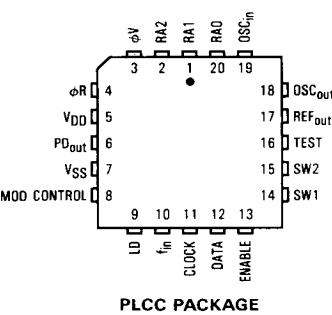 ϕV RA2 RA1 RA0 OSCin
3 2 1 20 19
ϕR 4 18 OSCout
VDD 5 17 REFout
PDout 6 16 TEST
VSS 7 15 SW2
MOD CONTROL 8 14 SW1
9 10 11 12 13
LD fin CLOCK DATA ENABLE
PLCC PACKAGE